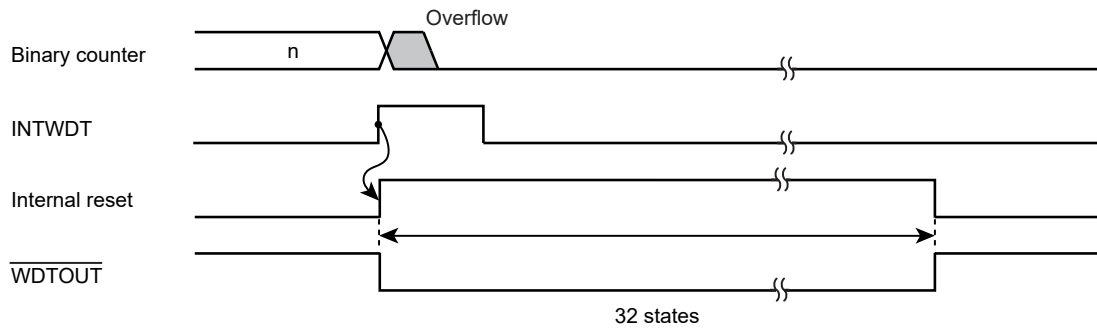 Overflow
Binary counter
n
INTWDT
Internal reset
WDTOUT
32 states